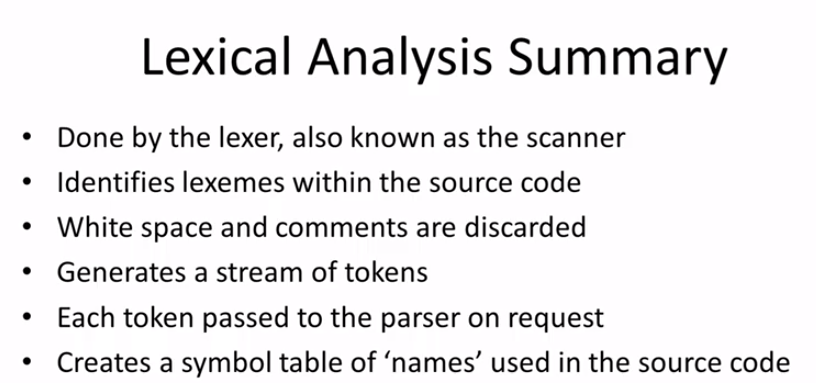 Lexical Analysis Summary
• Done by the lexer, also known as the scanner
• Identifies lexemes within the source code
• White space and comments are discarded
• Generates a stream of tokens
• Each token passed to the parser on request
• Creates a symbol table of ‘names’ used in the source code